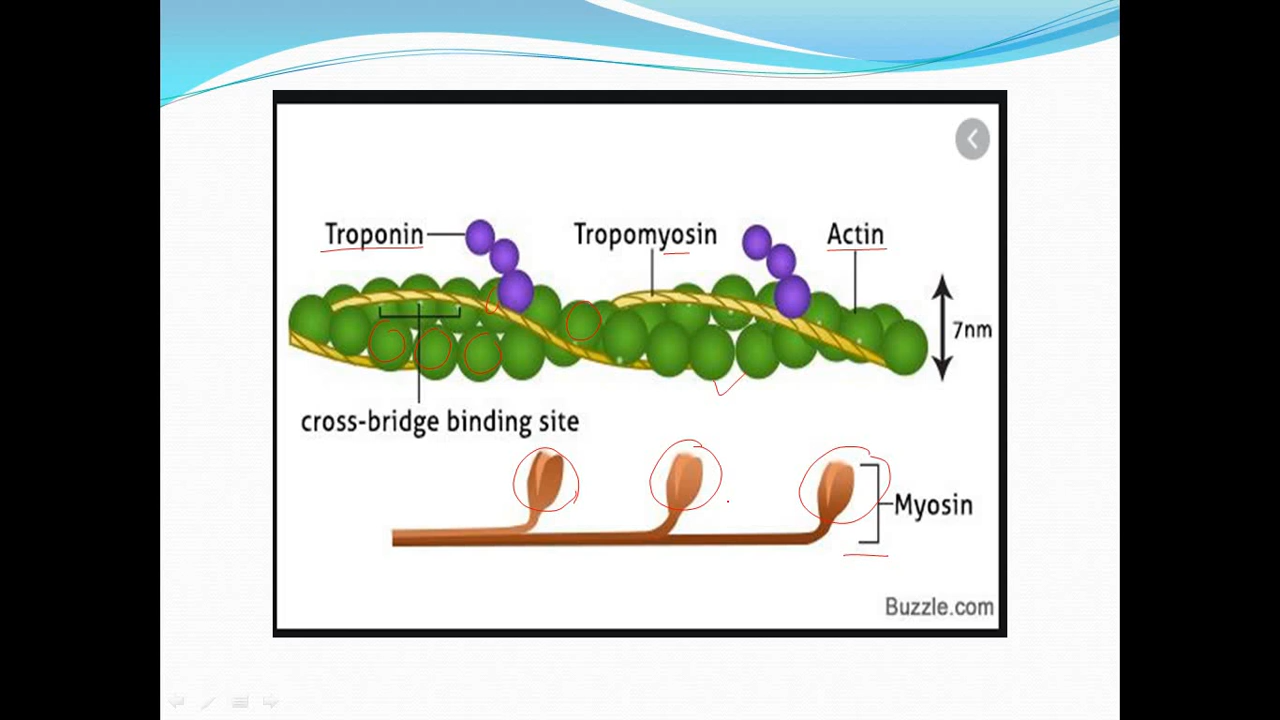 Troponin
Tropomyosin
Actin
7nm
cross-bridge binding site
Myosin
Buzzle.com